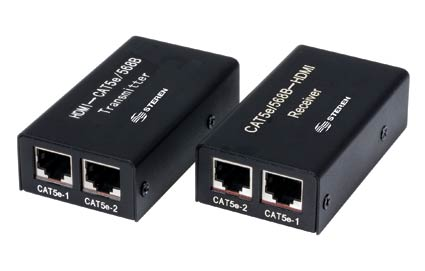 HDMI—CAT5e/568B
Transmitter
STEREN
CAT5e-1 CAT5e-2
CAT5e/568B—HDMI
Receiver
STEREN
CAT5e-2 CAT5e-1